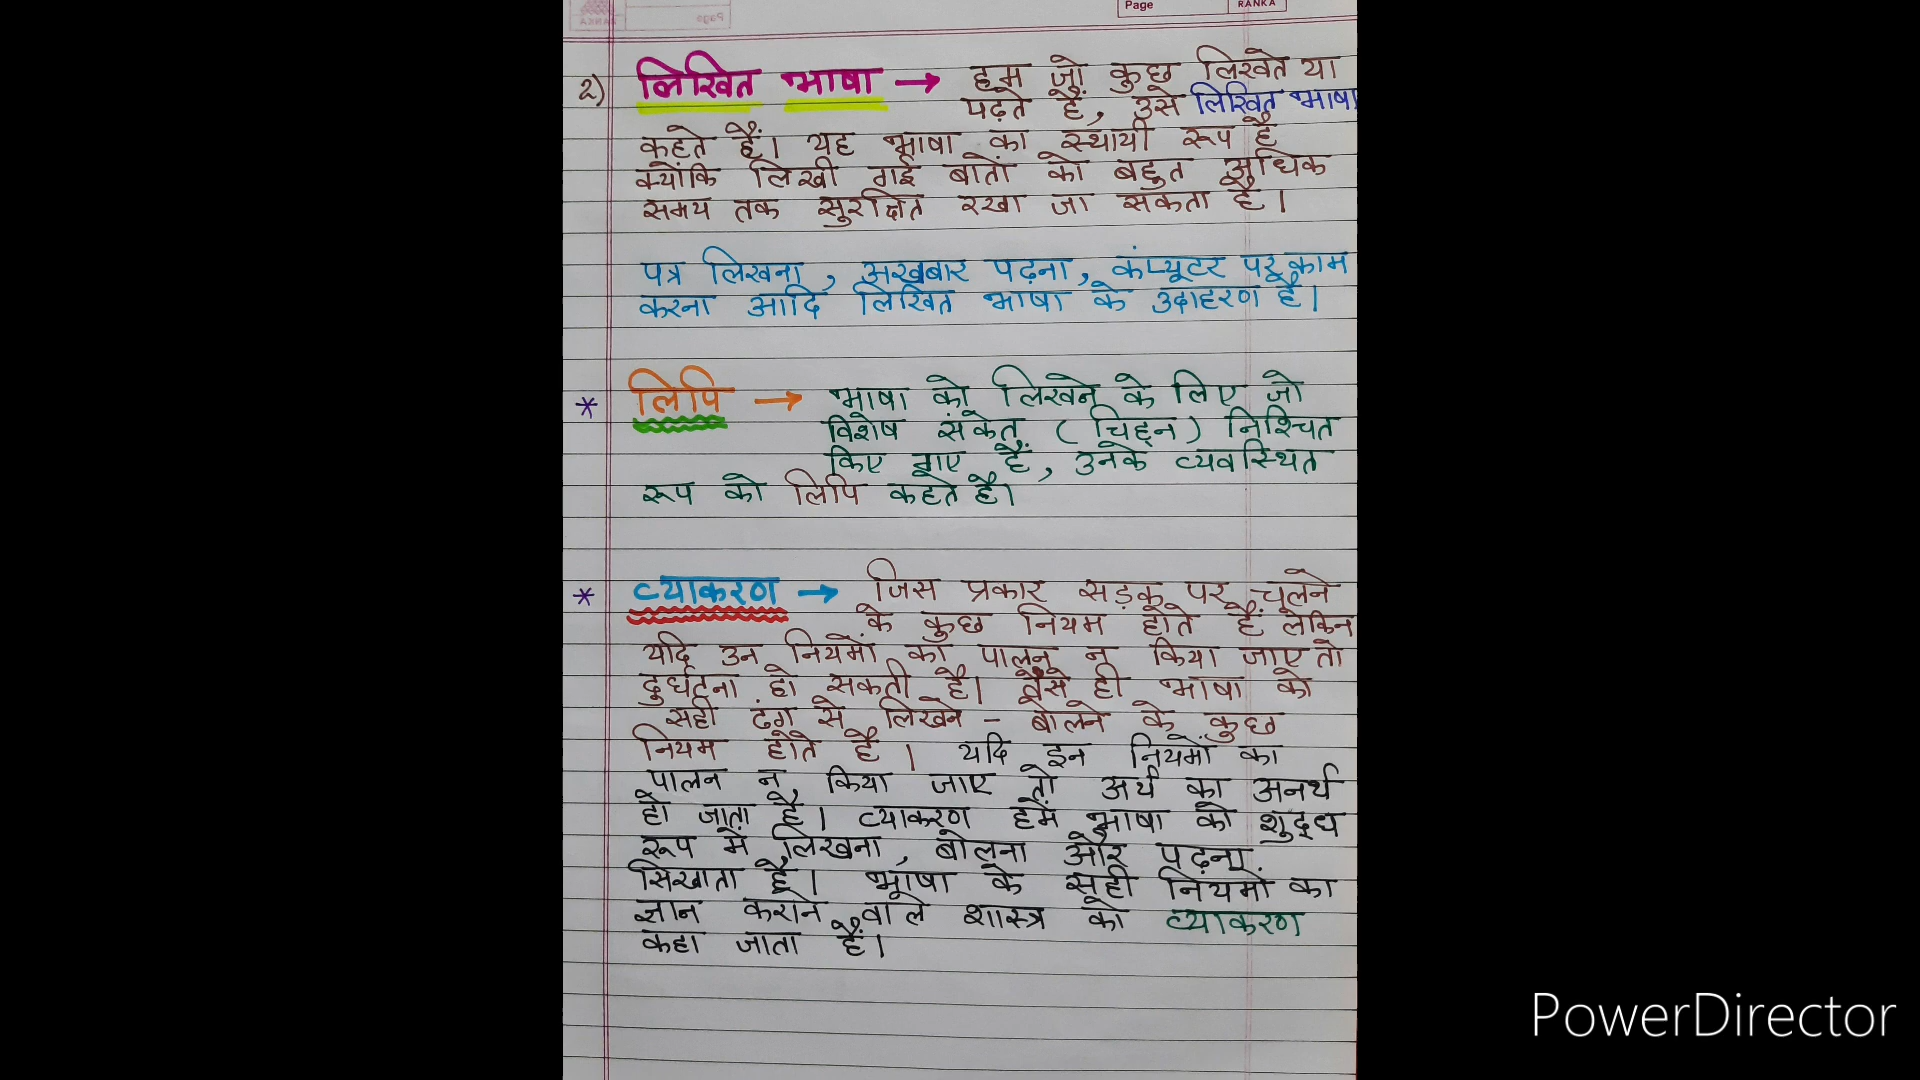 Page
RANKA
2) लिखित भाषा → हम जो कुछ लिखते या
पढ़ते हैं, उसे लिखित भाषा
कहते हैं। यह भाषा का स्थायी रूप है
क्योंकि लिखी गई बातों को बहुत अधिक
समय तक सुरक्षित रखा जा सकता है।
पत्र लिखना, अखबार पढ़ना, कंप्यूटर पर काम
करना आदि लिखित भाषा के उदाहरण हैं।
* लिपि → भाषा को लिखने के लिए जो
विशेष संकेत (चिह्न) निश्चित
किए गए हैं, उनके व्यवस्थित
रूप को लिपि कहते हैं।
* व्याकरण → जिस प्रकार सड़क पर चलने
के कुछ नियम होते हैं लेकिन
यदि उन नियमों का पालन न किया जाए तो
दुर्घटना हो सकती है। वैसे ही भाषा को
सही ढंग से लिखने - बोलने के कुछ
नियम होते हैं। यदि इन नियमों का
पालन न किया जाए तो अर्थ का अनर्थ
हो जाता है। व्याकरण हमें भाषा को शुद्ध
रूप में लिखना, बोलना और पढ़ना
सिखाता है। भाषा के सही नियमों का
ज्ञान कराने वाले शास्त्र को व्याकरण
कहा जाता है।
PowerDirector